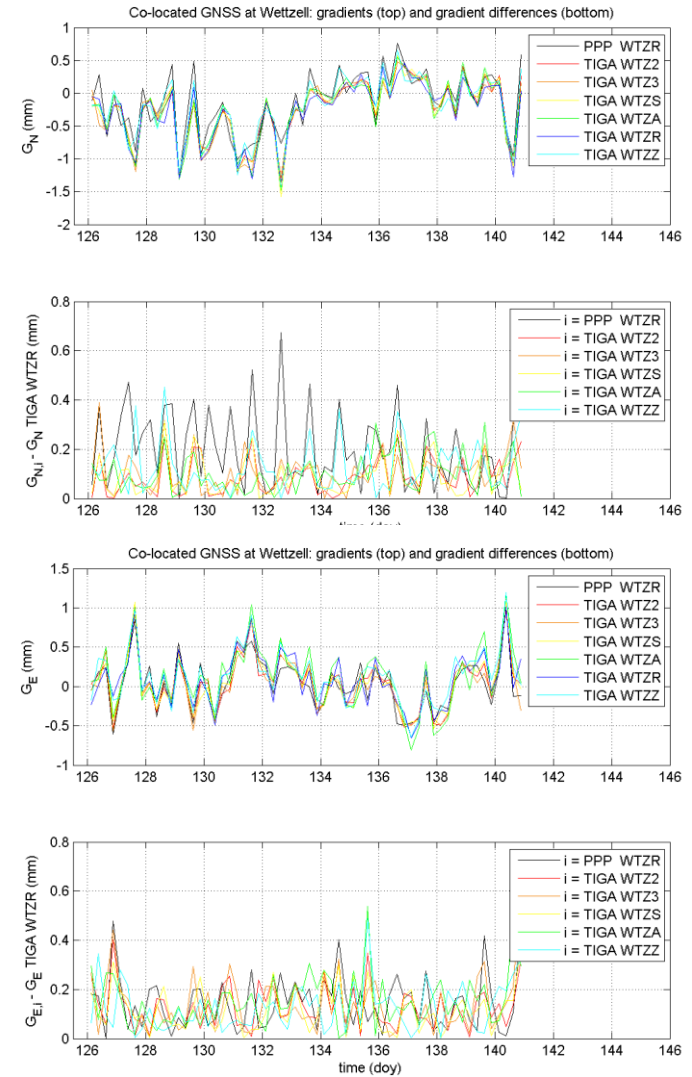 Co-located GNSS at Wettzell: gradients (top) and gradient differences (bottom)
1
0.5
0
-0.5
-1
-1.5
-2
G_N (mm)
PPP WTZR
TIGA WTZ2
TIGA WTZ3
TIGA WTZS
TIGA WTZA
TIGA WTZR
TIGA WTZZ
126 128 130 132 134 136 138 140 142 144 146
0.8
0.6
0.4
0.2
0
G_N,i - G_N TIGA WTZR (mm)
i = PPP WTZR
i = TIGA WTZ2
i = TIGA WTZ3
i = TIGA WTZS
i = TIGA WTZA
i = TIGA WTZZ
126 128 130 132 134 136 138 140 142 144 146
time (doy)
Co-located GNSS at Wettzell: gradients (top) and gradient differences (bottom)
1.5
1
0.5
0
-0.5
-1
G_E (mm)
PPP WTZR
TIGA WTZ2
TIGA WTZ3
TIGA WTZS
TIGA WTZA
TIGA WTZR
TIGA WTZZ
126 128 130 132 134 136 138 140 142 144 146
0.8
0.6
0.4
0.2
0
G_E,i - G_E TIGA WTZR (mm)
i = PPP WTZR
i = TIGA WTZ2
i = TIGA WTZ3
i = TIGA WTZS
i = TIGA WTZA
i = TIGA WTZZ
126 128 130 132 134 136 138 140 142 144 146
time (doy)